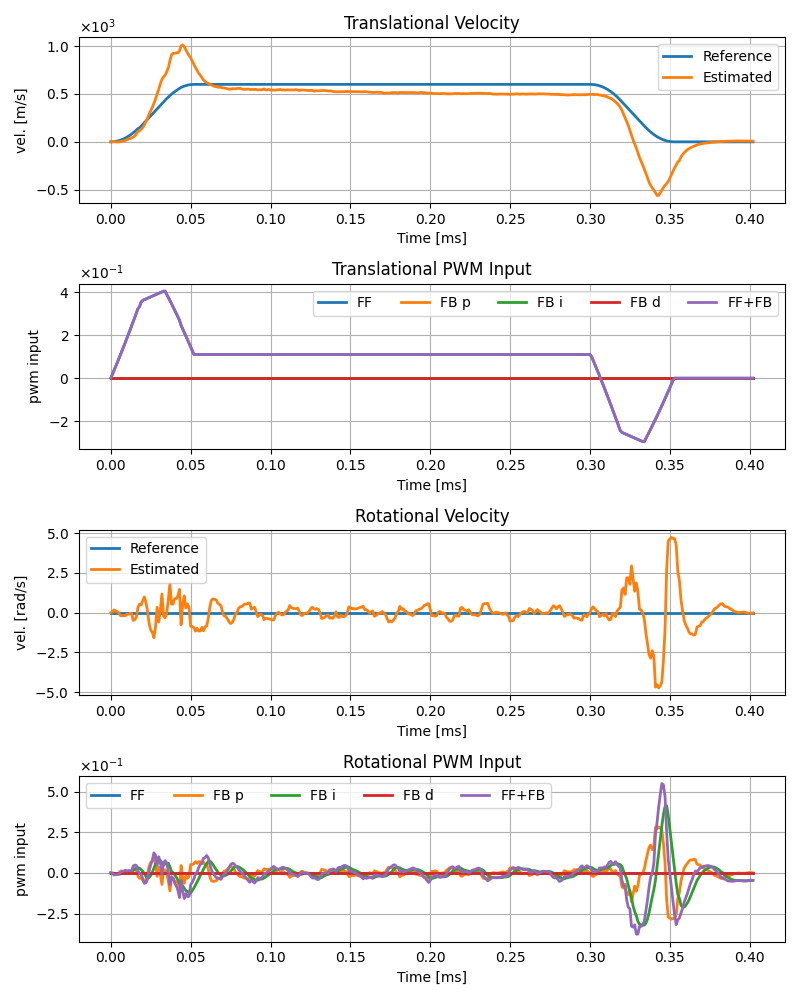 Translational Velocity
×10³
1.0
0.5
0.0
−0.5
vel. [m/s]
Reference
Estimated
0.00 0.05 0.10 0.15 0.20 0.25 0.30 0.35 0.40
Time [ms]
Translational PWM Input
×10⁻¹
4
2
0
−2
pwm input
FF FB p FB i FB d FF+FB
0.00 0.05 0.10 0.15 0.20 0.25 0.30 0.35 0.40
Time [ms]
Rotational Velocity
5.0
2.5
0.0
−2.5
−5.0
vel. [rad/s]
Reference
Estimated
0.00 0.05 0.10 0.15 0.20 0.25 0.30 0.35 0.40
Time [ms]
Rotational PWM Input
×10⁻¹
5.0
2.5
0.0
−2.5
pwm input
FF FB p FB i FB d FF+FB
0.00 0.05 0.10 0.15 0.20 0.25 0.30 0.35 0.40
Time [ms]